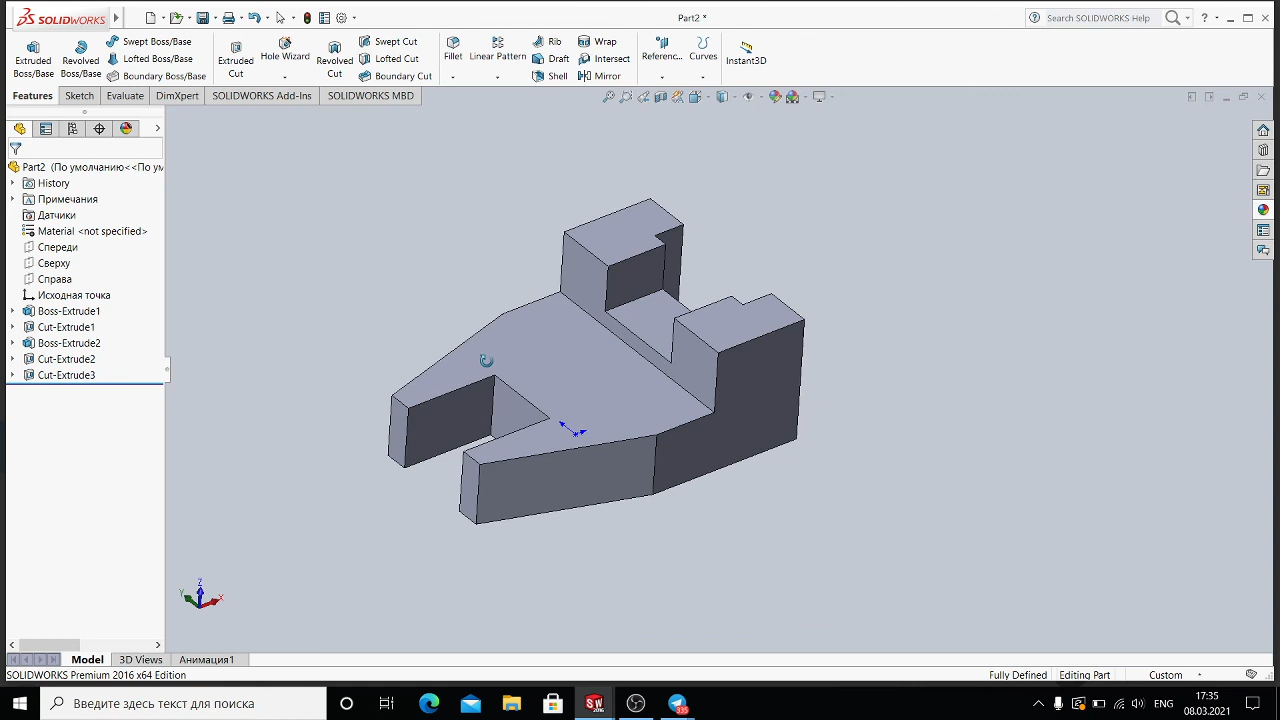 SOLIDWORKS
Part2 *
Search SOLIDWORKS Help
Extruded Boss/Base
Revolved Boss/Base
Swept Boss/Base
Lofted Boss/Base
Boundary Boss/Base
Extruded Cut
Hole Wizard
Revolved Cut
Swept Cut
Lofted Cut
Boundary Cut
Fillet
Linear Pattern
Rib
Draft
Shell
Wrap
Intersect
Mirror
Referenc...
Curves
Instant3D
Features Sketch Evaluate DimXpert SOLIDWORKS Add-Ins SOLIDWORKS MBD
Part2 (По умолчанию<<По ум
History
Примечания
Датчики
Material <not specified>
Спереди
Сверху
Справа
Исходная точка
Boss-Extrude1
Cut-Extrude1
Boss-Extrude2
Cut-Extrude2
Cut-Extrude3
Z
Y
X
Model 3D Views Анимация1
SOLIDWORKS Premium 2016 x64 Edition
Fully Defined Editing Part Custom
Введите здесь текст для поиска
SW
2016
335
ENG
17:35
08.03.2021